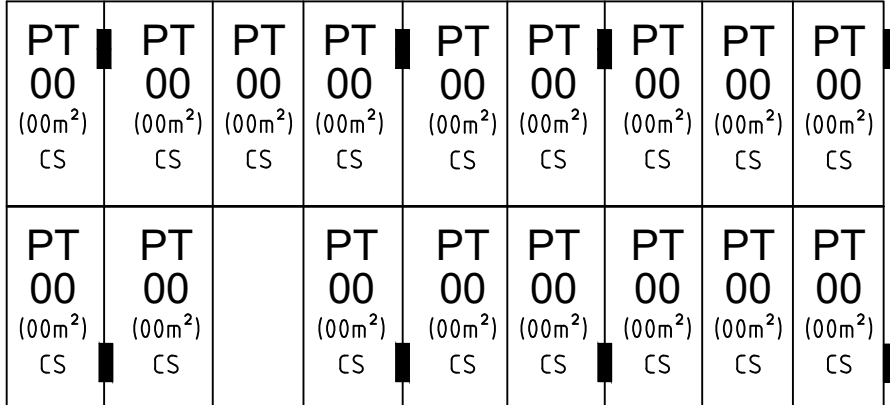 PT PT PT PT PT PT PT PT PT
00 00 00 00 00 00 00 00 00
(00m²) (00m²) (00m²) (00m²) (00m²) (00m²) (00m²) (00m²) (00m²)
CS CS CS CS CS CS CS CS CS
PT PT PT PT PT PT PT PT
00 00 00 00 00 00 00 00
(00m²) (00m²) (00m²) (00m²) (00m²) (00m²) (00m²) (00m²)
CS CS CS CS CS CS CS CS